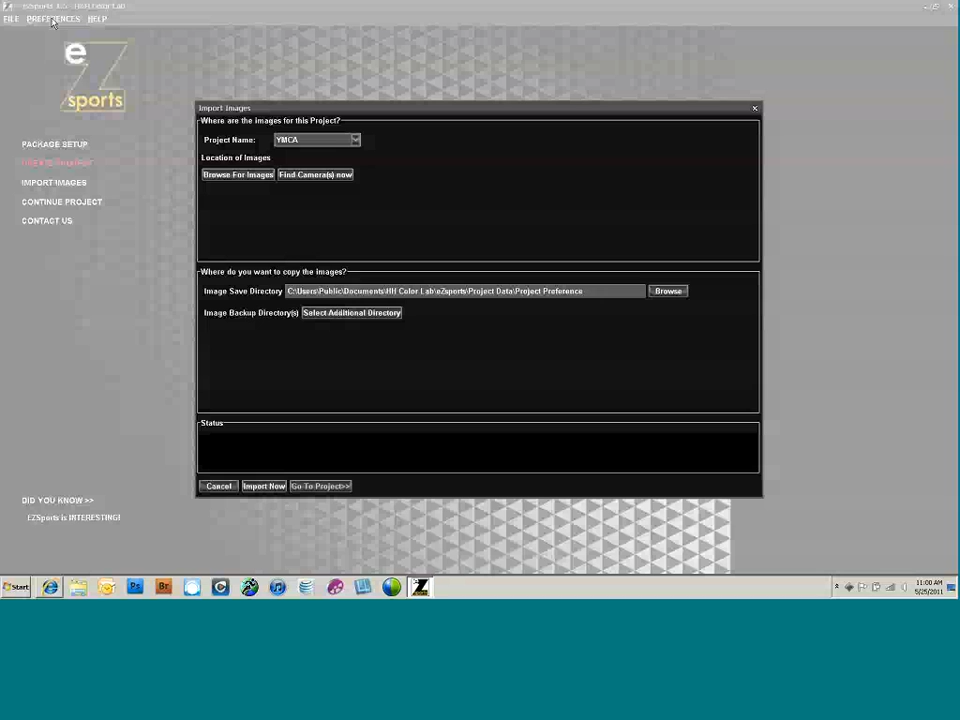 FILE PREFERENCES HELP
eZ sports
PACKAGE SETUP
IMPORT IMAGES
CONTINUE PROJECT
CONTACT US
DID YOU KNOW >>
EZSports is INTERESTING!
Import Images
Where are the images for this Project?
Project Name: YMCA
Location of Images
Browse For Images Find Camera(s) now
Where do you want to copy the images?
Image Save Directory C:\Users\Public\Documents\HH Color Lab\eZsports\Project Data\Project Preference Browse
Image Backup Directory(s) Select Additional Directory
Status
Cancel Import Now Go To Project>>
Start Ps Br
11:00 AM
5/25/2011